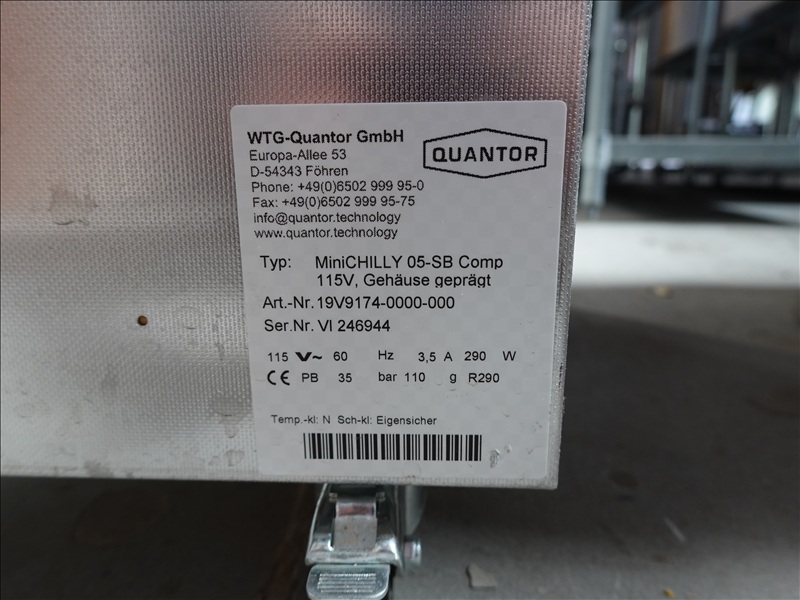 WTG-Quantor GmbH
QUANTOR
Europa-Allee 53
D-54343 Föhren
Phone: +49(0)6502 999 95-0
Fax: +49(0)6502 999 95-75
info@quantor.technology
www.quantor.technology
Typ: MiniCHILLY 05-SB Comp
115V, Gehäuse geprägt
Art.-Nr. 19V9174-0000-000
Ser.Nr. VI 246944
115 V~ 60 Hz 3,5 A 290 W
CE PB 35 bar 110 g R290
Temp.-kl: N Sch-kl: Eigensicher